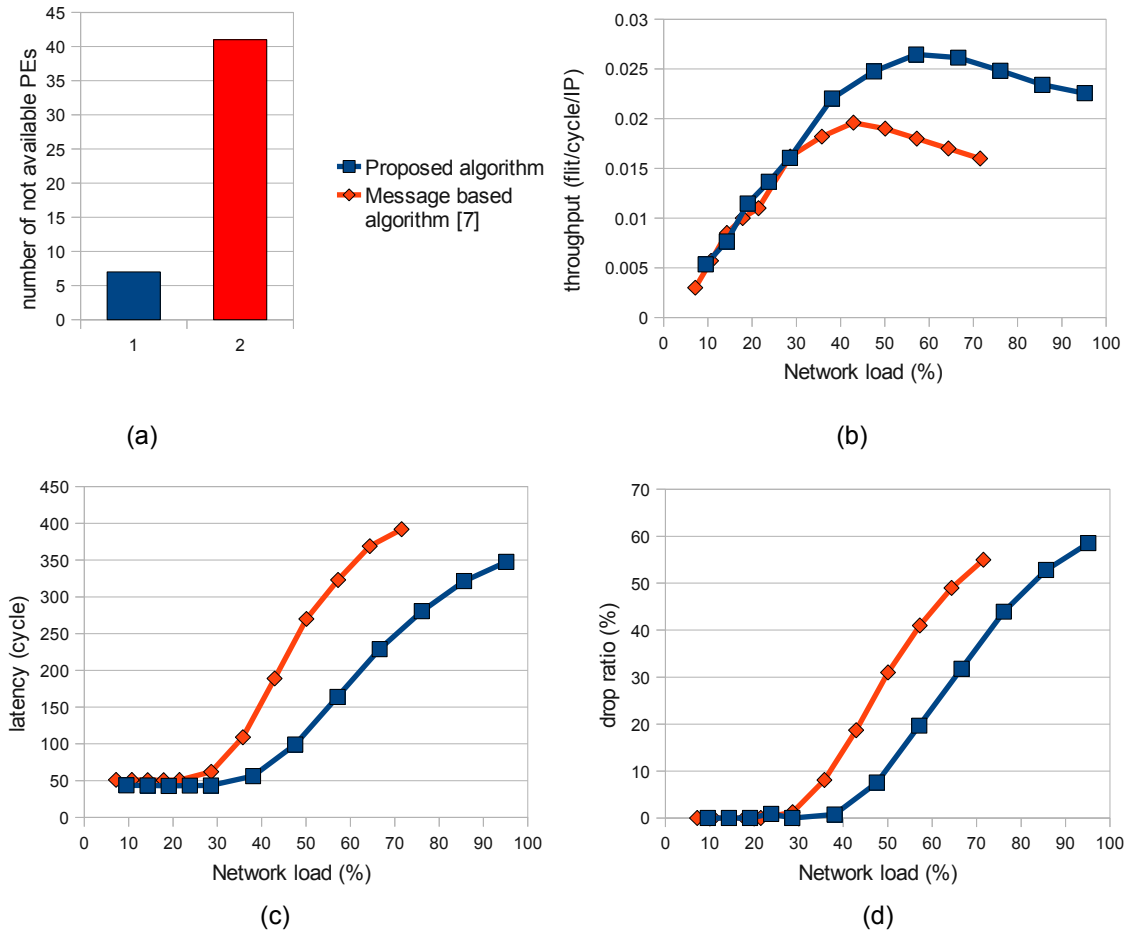 45
40
35
30
25
20
15
10
5
0
number of not available PEs
1
2
(a)
Proposed algorithm
Message based
algorithm [7]
0.03
0.025
0.02
0.015
0.01
0.005
0
throughput (flit/cycle/IP)
0 10 20 30 40 50 60 70 80 90 100
Network load (%)
(b)
450
400
350
300
250
200
150
100
50
0
latency (cycle)
0 10 20 30 40 50 60 70 80 90 100
Network load (%)
(c)
70
60
50
40
30
20
10
0
drop ratio (%)
0 10 20 30 40 50 60 70 80 90 100
Network load (%)
(d)